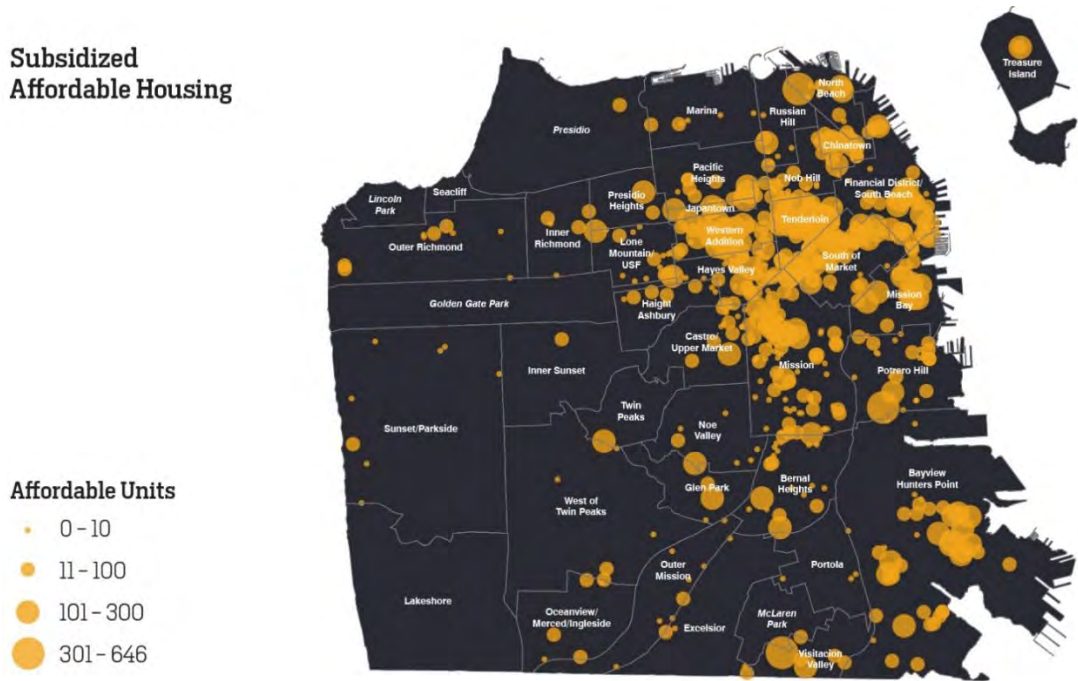 Subsidized
Affordable Housing
Treasure
Island
North
Beach
Marina
Russian
Hill
Presidio
Chinatown
Pacific
Heights
Nob Hill
Financial District/
South Beach
Seacliff
Lincoln
Park
Presidio
Heights
Japantown
Tenderloin
Western
Addition
Outer Richmond
Inner
Richmond
Lone
Mountain/
USF
South of
Market
Hayes Valley
Golden Gate Park
Haight
Ashbury
Mission
Bay
Castro/
Upper Market
Inner Sunset
Mission
Potrero Hill
Twin
Peaks
Sunset/Parkside
Noe
Valley
Bayview
Hunters Point
Glen Park
Bernal
Heights
West of
Twin Peaks
Outer
Mission
Portola
Lakeshore
Oceanview/
Merced/Ingleside
McLaren
Park
Excelsior
Visitacion
Valley
Affordable Units
0 – 10
11 – 100
101 – 300
301 – 646